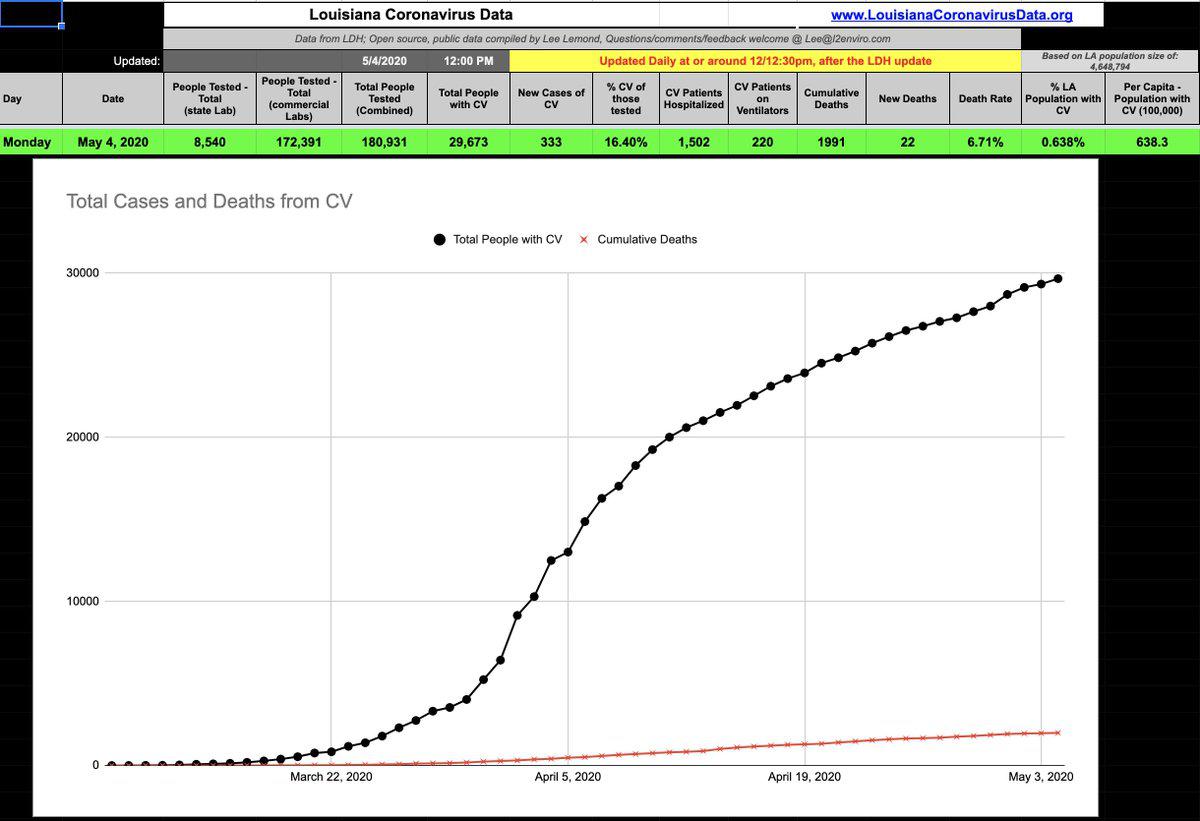 Louisiana Coronavirus Data
www.LouisianaCoronavirusData.org
Data from LDH; Open source, public data compiled by Lee Lemond, Questions/comments/feedback welcome @ Lee@l2enviro.com
Updated:
5/4/2020
12:00 PM
Updated Daily at or around 12/12:30pm, after the LDH update
Based on LA population size of:
4,648,794
Day
Date
People Tested -
Total
(state Lab)
People Tested -
Total
(commercial
Labs)
Total People
Tested
(Combined)
Total People
with CV
New Cases of
CV
% CV of
those
tested
CV Patients
Hospitalized
CV Patients
on
Ventilators
Cumulative
Deaths
New Deaths
Death Rate
% LA
Population with
CV
Per Capita -
Population with
CV (100,000)
Monday
May 4, 2020
8,540
172,391
180,931
29,673
333
16.40%
1,502
220
1991
22
6.71%
0.638%
638.3
Total Cases and Deaths from CV
Total People with CV
Cumulative Deaths
30000
20000
10000
0
March 22, 2020
April 5, 2020
April 19, 2020
May 3, 2020